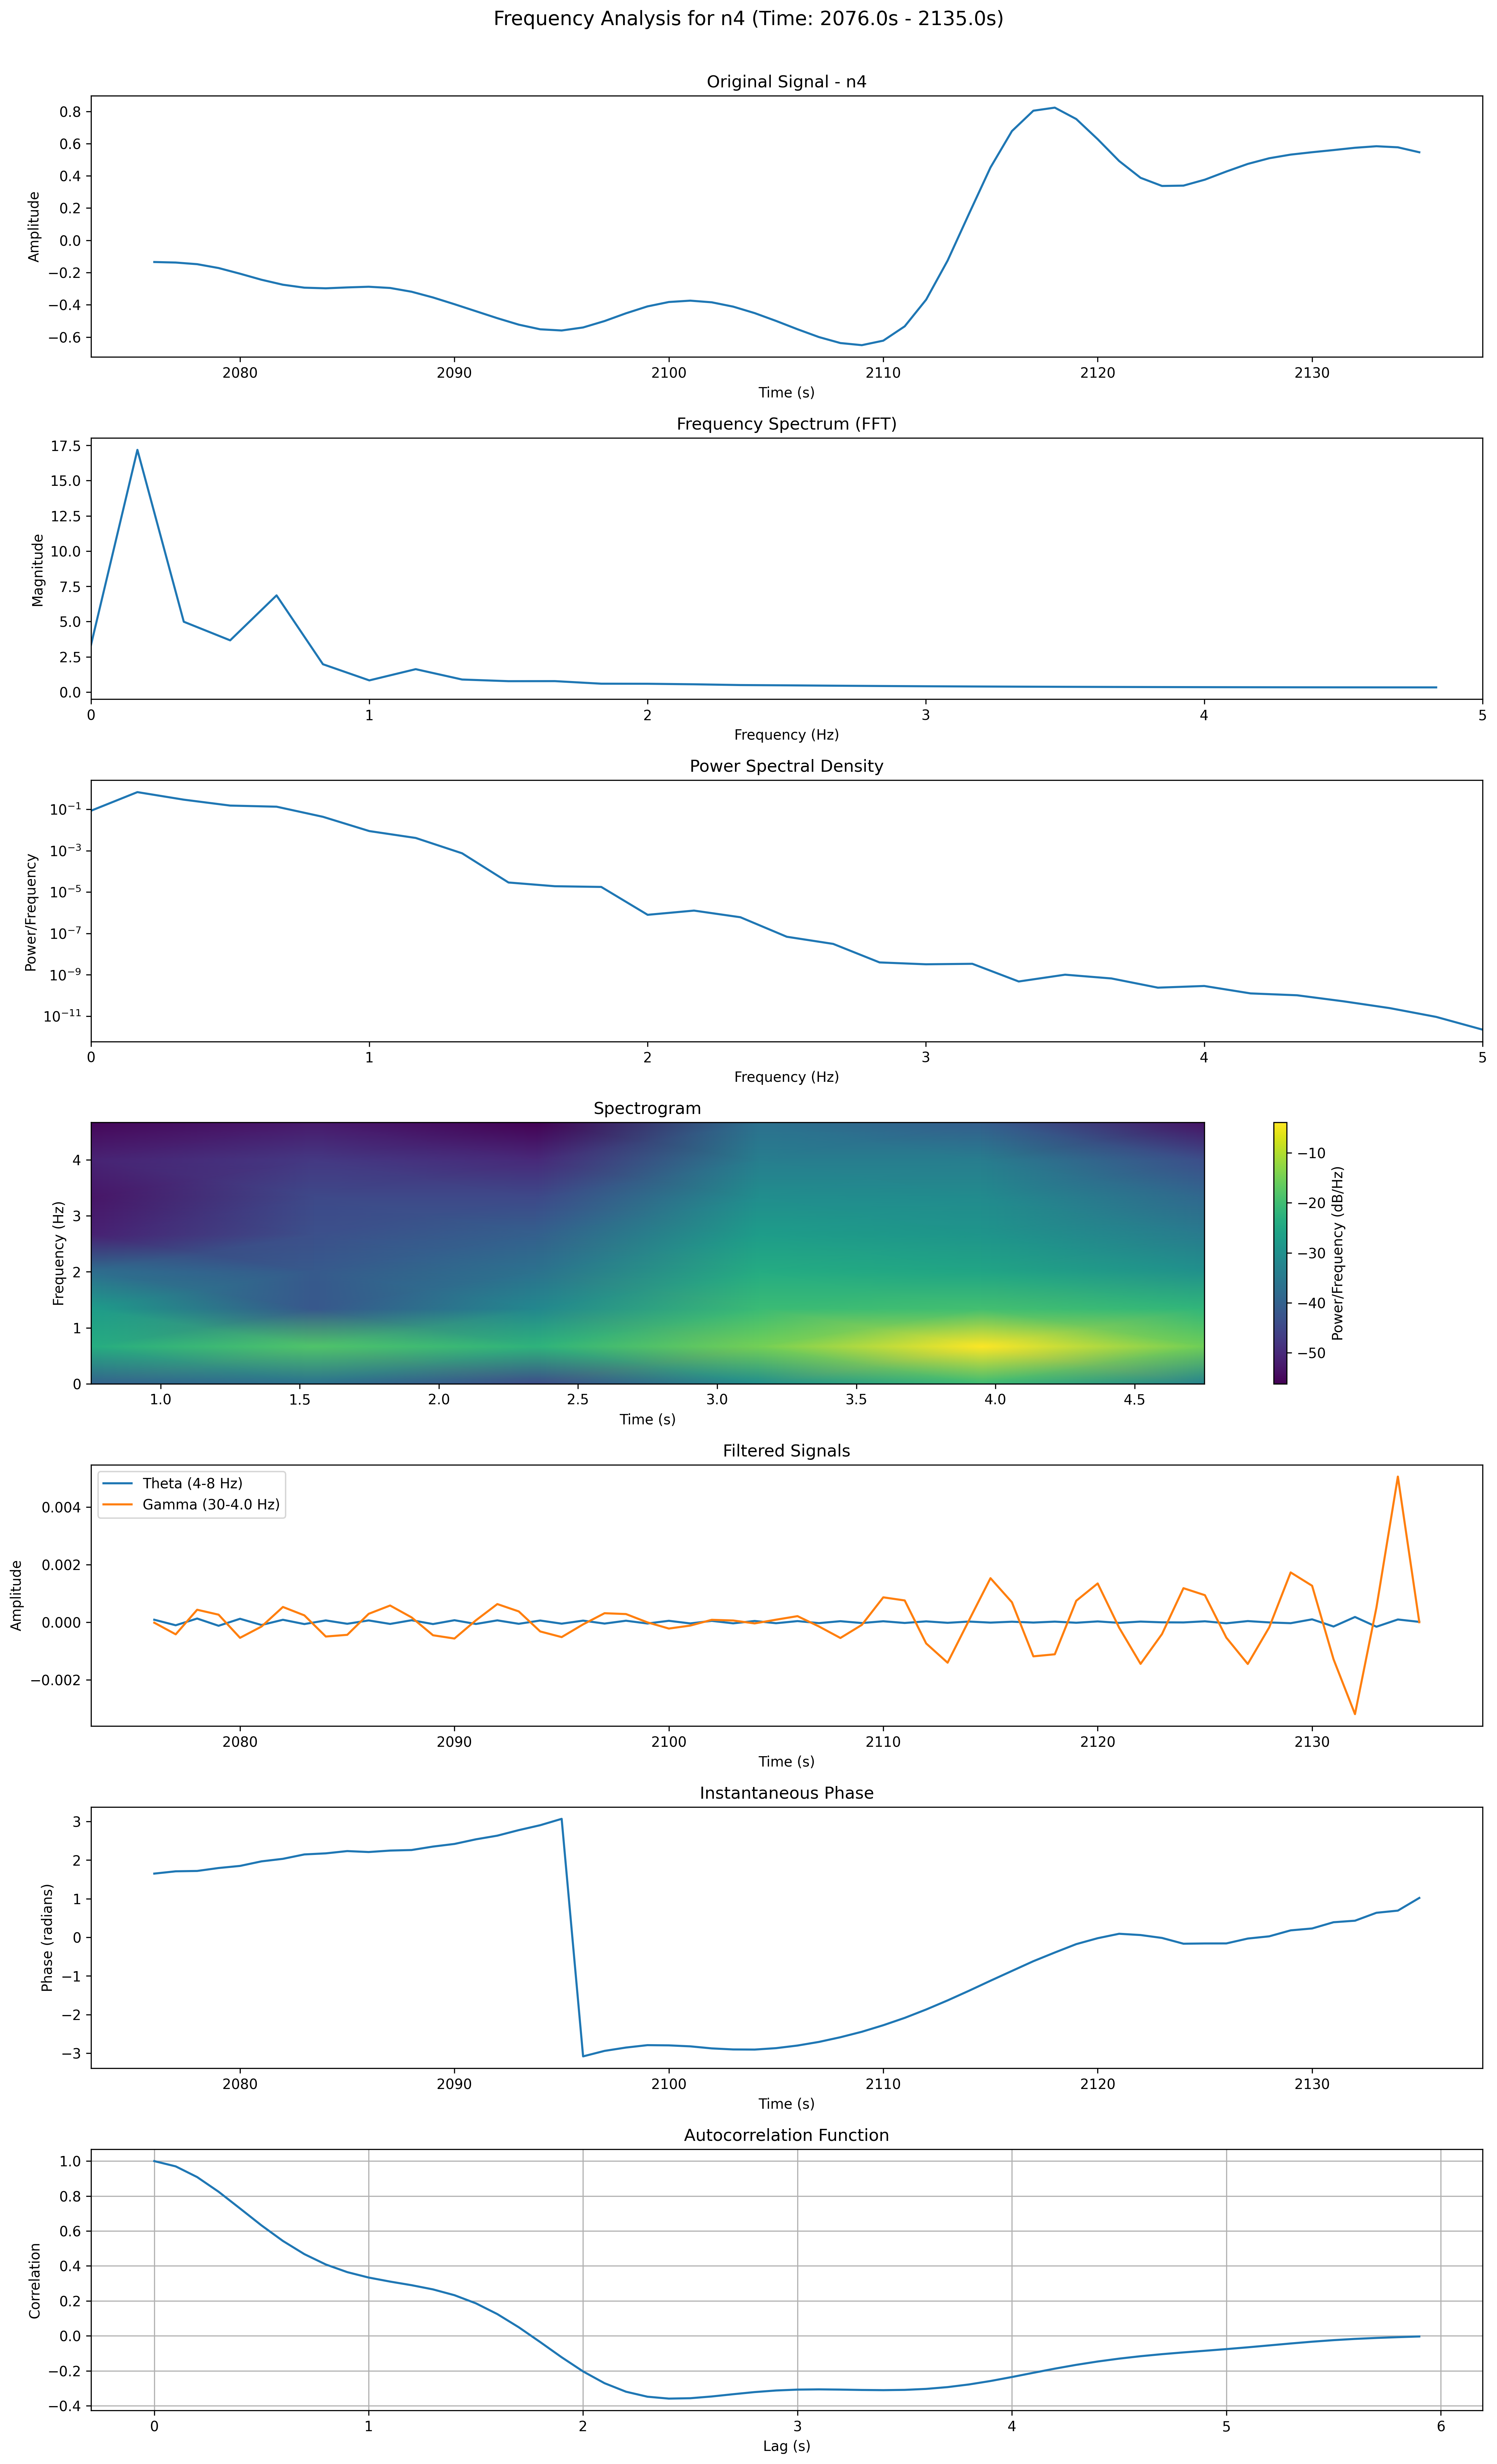 Frequency Analysis for n4 (Time: 2076.0s - 2135.0s)
Original Signal - n4
Amplitude
0.8
0.6
0.4
0.2
0.0
−0.2
−0.4
−0.6
2080 2090 2100 2110 2120 2130
Time (s)
Frequency Spectrum (FFT)
Magnitude
17.5
15.0
12.5
10.0
7.5
5.0
2.5
0.0
0 1 2 3 4 5
Frequency (Hz)
Power Spectral Density
Power/Frequency
10⁻¹
10⁻³
10⁻⁵
10⁻⁷
10⁻⁹
10⁻¹¹
0 1 2 3 4 5
Frequency (Hz)
Spectrogram
Frequency (Hz)
4
3
2
1
0
1.0 1.5 2.0 2.5 3.0 3.5 4.0 4.5
Time (s)
−10
−20
−30
−40
−50
Power/Frequency (dB/Hz)
Filtered Signals
Theta (4-8 Hz)
Gamma (30-4.0 Hz)
Amplitude
0.004
0.002
0.000
−0.002
2080 2090 2100 2110 2120 2130
Time (s)
Instantaneous Phase
Phase (radians)
3
2
1
0
−1
−2
−3
2080 2090 2100 2110 2120 2130
Time (s)
Autocorrelation Function
Correlation
1.0
0.8
0.6
0.4
0.2
0.0
−0.2
−0.4
0 1 2 3 4 5 6
Lag (s)